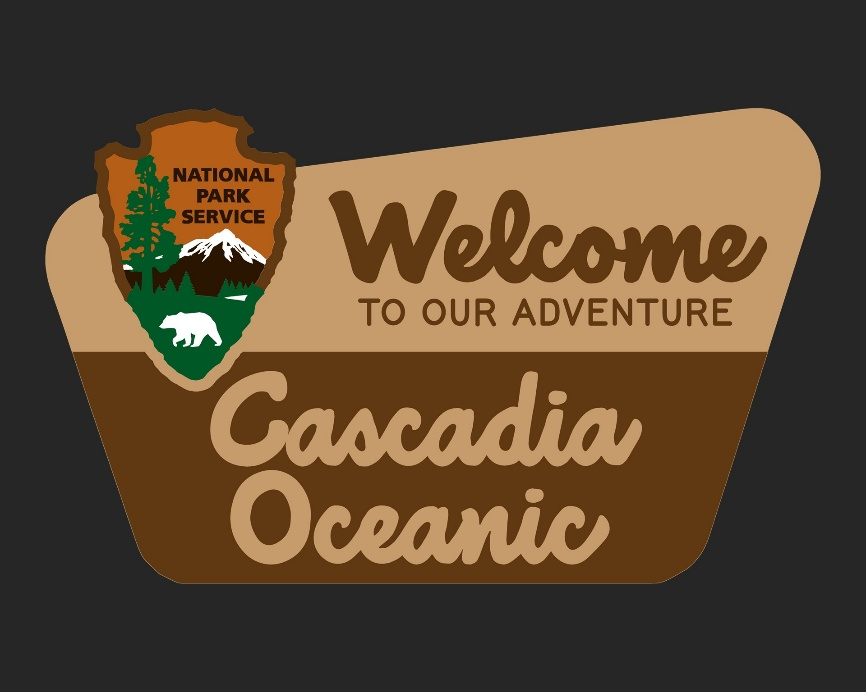 NATIONAL
PARK
SERVICE
Welcome
TO OUR ADVENTURE
Cascadia
Oceanic